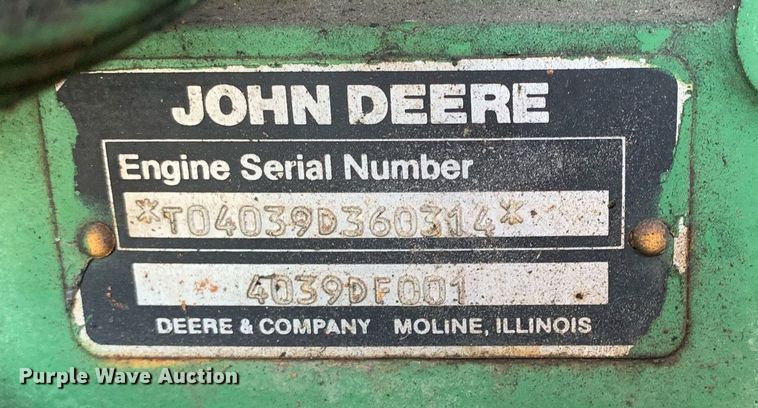 JOHN DEERE
Engine Serial Number
*T04039D360314*
4039DF001
DEERE & COMPANY MOLINE, ILLINOIS
Purple Wave Auction